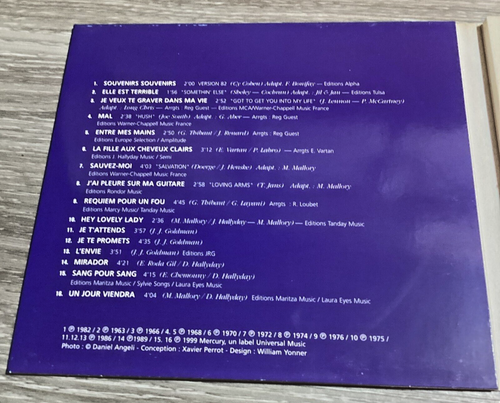 1. SOUVENIRS SOUVENIRS 2'00 VERSION B2 (Cy Coben) Adapt. F. Bonifay – Editions Alpha
2. ELLE EST TERRIBLE 1'56 "SOMETHIN' ELSE" (Sheley – Cochran) Adapt. : Jil & Jan – Editions Tulsa
3. JE VEUX TE GRAVER DANS MA VIE 2'52 "GOT TO GET YOU INTO MY LIFE" (J. Lennon – P. McCartney)
Adapt. : Long Chris – Arrgts : Reg Guest – Editions MCA/Warner-Chappell Music France
4. MAL 2'38 "HUSH" (Joe South) Adapt. : G. Aber – Arrgts : Reg Guest
Editions Warner-Chappell Music France
5. ENTRE MES MAINS 2'50 (G. Thibaut / J. Renard) – Arrgts : Reg Guest
Editions Europe Selection / Amplitude
6. LA FILLE AUX CHEVEUX CLAIRS 3'12 (E. Vartan / P. Labro) – Arrgts E. Vartan
Editions J. Hallyday Music / Semi
7. SAUVEZ-MOI 4'03 "SALVATION" (Doerge / J. Henske) Adapt. : M. Mallory
Editions Warner-Chappell Music France
8. J'AI PLEURE SUR MA GUITARE 2'58 "LOVING ARMS" (T. Jans) Adapt. : M. Mallory
Editions Rondor Music
9. REQUIEM POUR UN FOU 4'45 (G. Thibaut / G. Layani) Arrgts : R. Loubet
Editions Marcy Music/ Tanday Music
10. HEY LOVELY LADY 2'36 (M. Mallory / J. Hallyday – M. Mallory) – Editions Tanday Music
11. JE T'ATTENDS 3'57 (J. J. Goldman)
12. JE TE PROMETS 4'35 (J. J. Goldman)
13. L'ENVIE 3'51 (J. J. Goldman) Editions JRG
14. MIRADOR 4'21 (E. Roda Gil / D. Hallyday)
15. SANG POUR SANG 4'15 (E. Chemouny / D. Hallyday)
Editions Maritza Music / Sylvie Songs / Laura Eyes Music
16. UN JOUR VIENDRA 4'04 (M. Mallory / D. Hallyday) Editions Maritza Music / Laura Eyes Music
1 ℗ 1982 / 2 ℗ 1963 / 3 ℗ 1966 / 4. 5 ℗ 1968 / 6 ℗ 1970 / 7 ℗ 1972 / 8 ℗ 1974 / 9 ℗ 1976 / 10 ℗ 1975 /
11.12.13 ℗ 1986 / 14 ℗1989 / 15. 16 ℗ 1999 Mercury, un label Universal Music
Photo : © Daniel Angeli - Conception : Xavier Perrot - Design : William Yonner